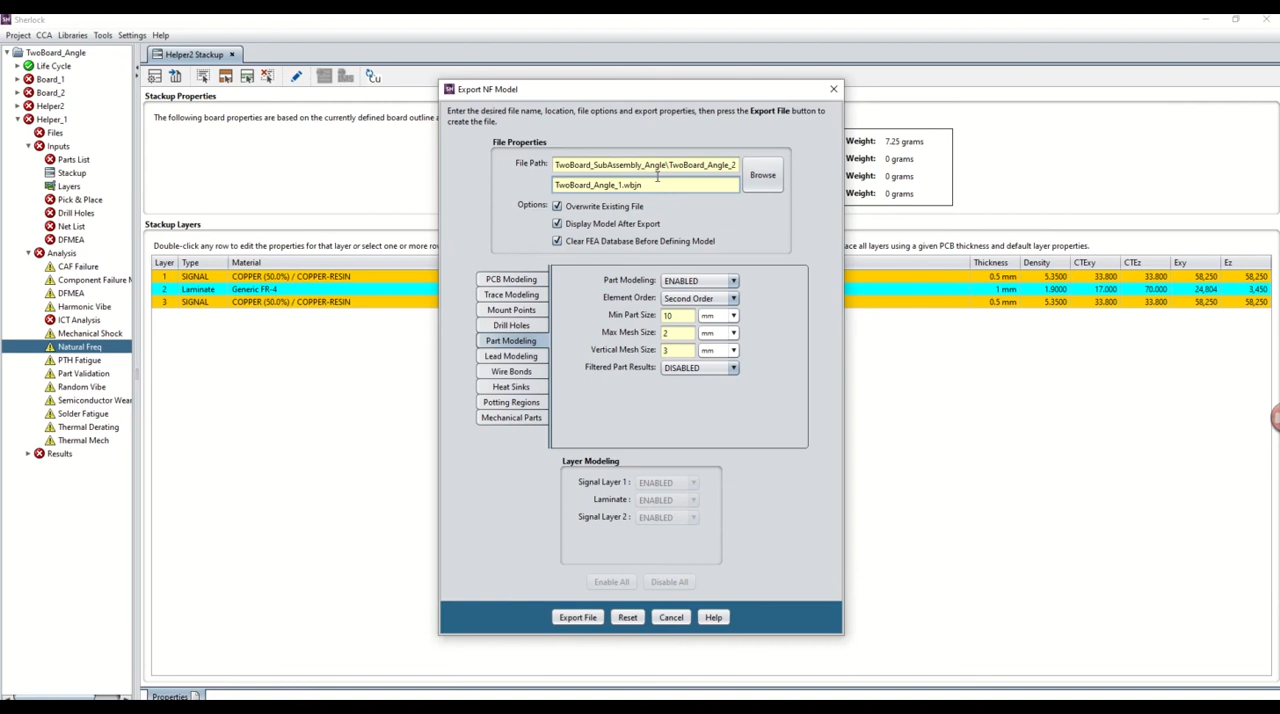 Sherlock
Project CCA Libraries Tools Settings Help
TwoBoard_Angle
Life Cycle
Board_1
Board_2
Helper2
Helper_1
Files
Inputs
Parts List
Stackup
Layers
Pick & Place
Drill Holes
Net List
DFMEA
Analysis
CAF Failure
Component Failure M
DFMEA
Harmonic Vibe
ICT Analysis
Mechanical Shock
Natural Freq
PTH Fatigue
Part Validation
Random Vibe
Semiconductor Wear
Solder Fatigue
Thermal Derating
Thermal Mech
Results
Helper2 Stackup
Cu
Stackup Properties
The following board properties are based on the currently defined board outline a
Weight: 7.25 grams
Weight: 0 grams
Weight: 0 grams
Weight: 0 grams
Stackup Layers
Double-click any row to edit the properties for that layer or select one or more row
ace all layers using a given PCB thickness and default layer properties.
Layer Type Material Thickness Density CTExy CTEz Exy Ez
1 SIGNAL COPPER (50.0%) / COPPER-RESIN 0.5 mm 5.3500 33.800 33.800 58,250 58,250
2 Laminate Generic FR-4 1 mm 1.9000 17.000 70.000 24,804 3,450
3 SIGNAL COPPER (50.0%) / COPPER-RESIN 0.5 mm 5.3500 33.800 33.800 58,250 58,250
Export NF Model
Enter the desired file name, location, file options and export properties, then press the Export File button to
create the file.
File Properties
File Path: TwoBoard_SubAssembly_Angle\TwoBoard_Angle_2
TwoBoard_Angle_1.wbjn
Browse
Options: Overwrite Existing File
Display Model After Export
Clear FEA Database Before Defining Model
PCB Modeling
Trace Modeling
Mount Points
Drill Holes
Part Modeling
Lead Modeling
Wire Bonds
Heat Sinks
Potting Regions
Mechanical Parts
Part Modeling: ENABLED
Element Order: Second Order
Min Part Size: 10 mm
Max Mesh Size: 2 mm
Vertical Mesh Size: 3 mm
Filtered Part Results: DISABLED
Layer Modeling
Signal Layer 1 : ENABLED
Laminate : ENABLED
Signal Layer 2 : ENABLED
Enable All Disable All
Export File Reset Cancel Help
Properties